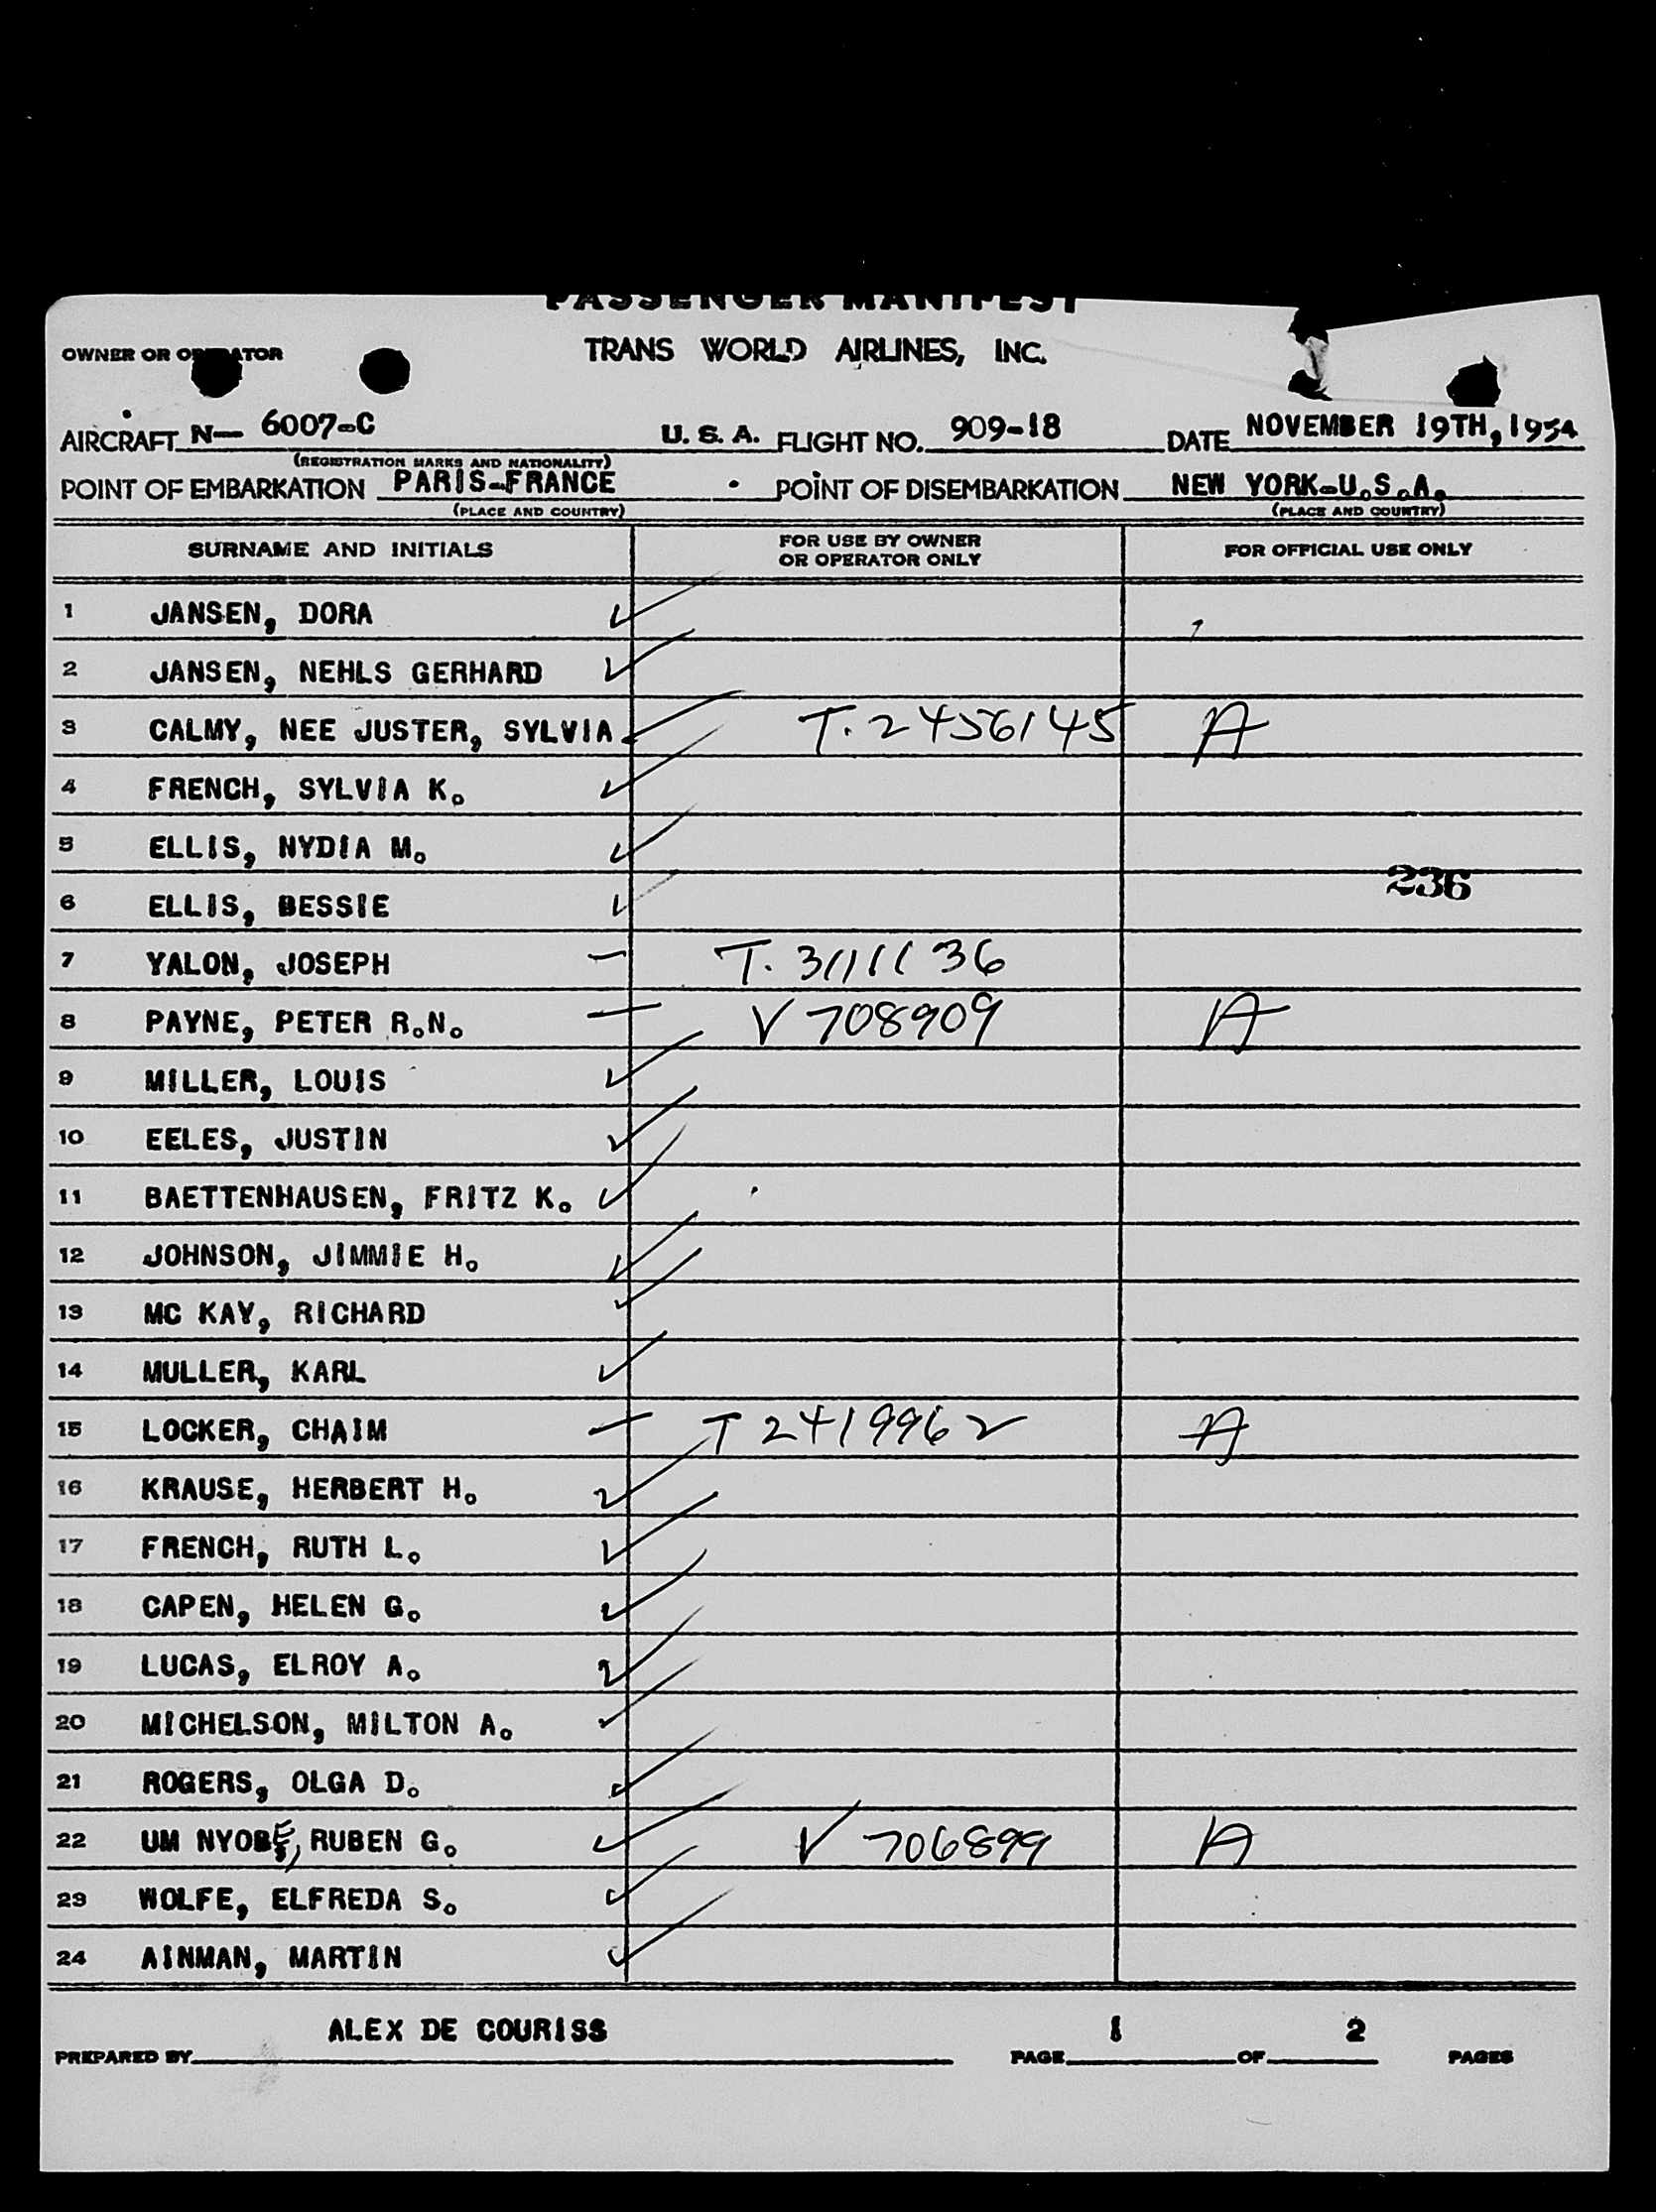 PASSENGER MANIFEST
OWNER OR OPERATOR TRANS WORLD AIRLINES, INC.
AIRCRAFT N— 6007-C U. S. A. FLIGHT NO. 909-18 DATE NOVEMBER 19TH, 1954
(REGISTRATION MARKS AND NATIONALITY)
POINT OF EMBARKATION PARIS-FRANCE POINT OF DISEMBARKATION NEW YORK-U.S.A.
(PLACE AND COUNTRY) (PLACE AND COUNTRY)
SURNAME AND INITIALS FOR USE BY OWNER OR OPERATOR ONLY FOR OFFICIAL USE ONLY
1 JANSEN, DORA
2 JANSEN, NEHLS GERHARD
3 CALMY, NEE JUSTER, SYLVIA T. 2456145 A
4 FRENCH, SYLVIA K.
5 ELLIS, NYDIA M.
236
6 ELLIS, BESSIE
7 YALON, JOSEPH T. 3111136
8 PAYNE, PETER R.N. V 708909 A
9 MILLER, LOUIS
10 EELES, JUSTIN
11 BAETTENHAUSEN, FRITZ K.
12 JOHNSON, JIMMIE H.
13 MC KAY, RICHARD
14 MULLER, KARL
15 LOCKER, CHAIM T 2419962 A
16 KRAUSE, HERBERT H.
17 FRENCH, RUTH L.
18 CAPEN, HELEN G.
19 LUCAS, ELROY A.
20 MICHELSON, MILTON A.
21 ROGERS, OLGA D.
22 UM NYOBE, RUBEN G. V 706899 A
23 WOLFE, ELFREDA S.
24 AINMAN, MARTIN
PREPARED BY ALEX DE COURISS PAGE 1 OF 2 PAGES